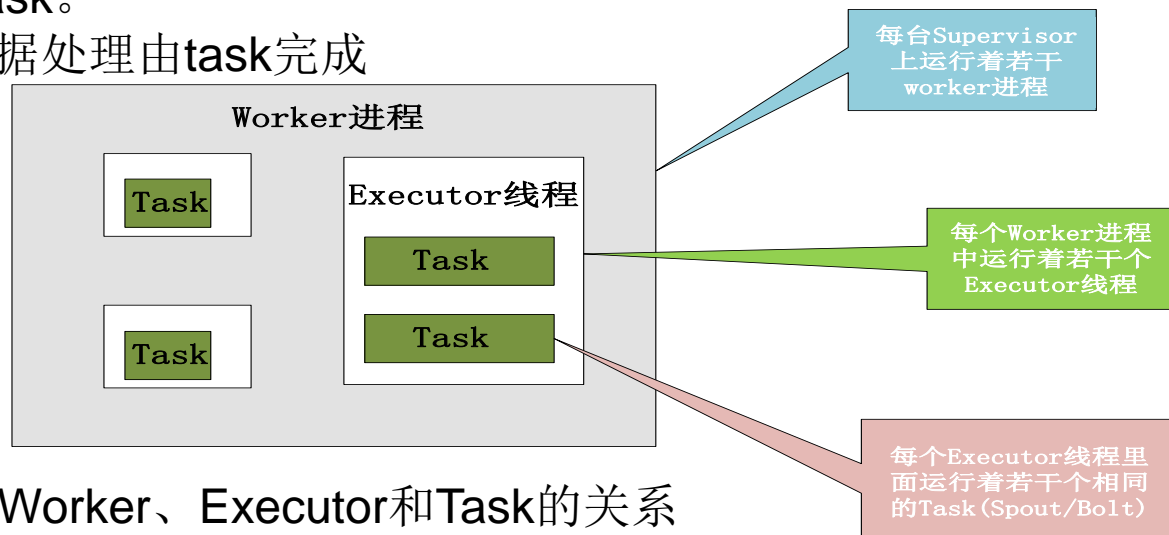 ask。
据处理由task完成
Worker进程
Task
Task
Executor线程
Task
Task
每台Supervisor
上运行着若干
worker进程
每个Worker进程
中运行着若干个
Executor线程
每个Executor线程里
面运行着若干个相同
的Task(Spout/Bolt)
Worker、Executor和Task的关系